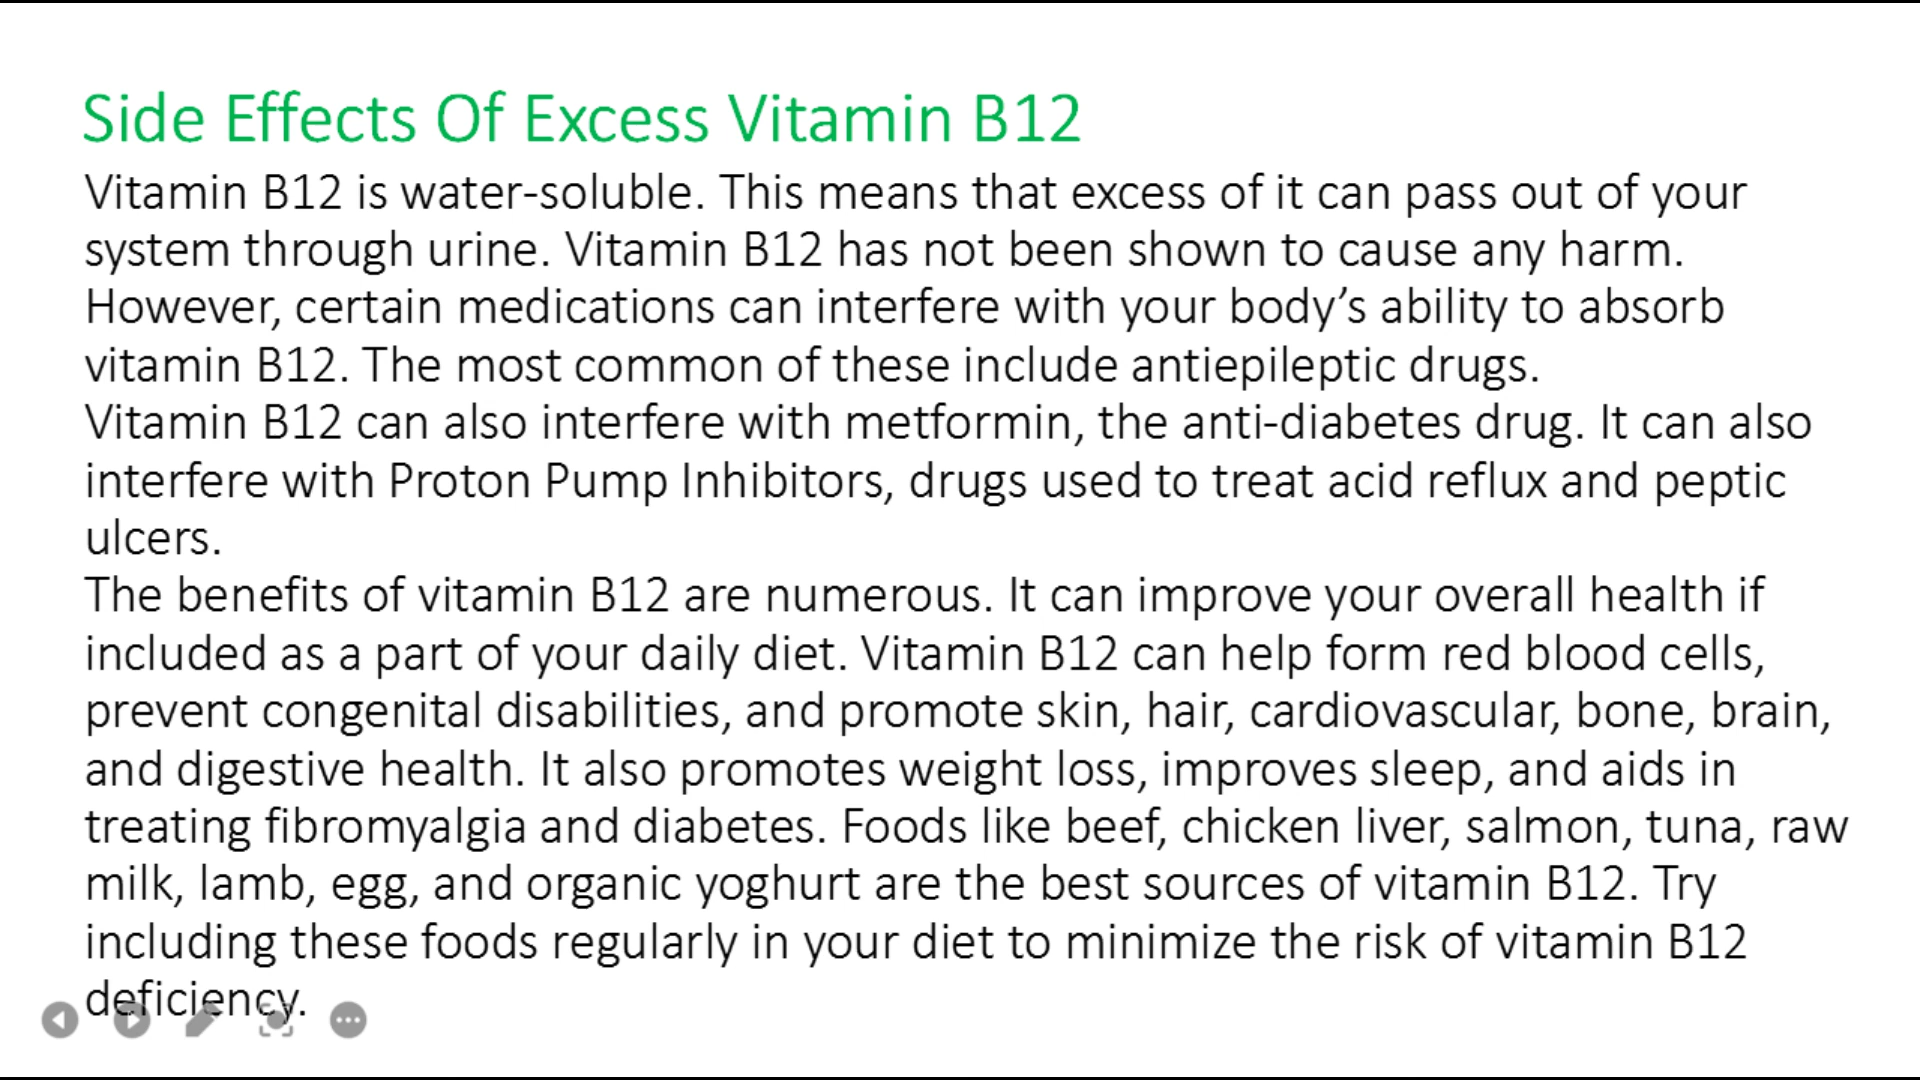 Side Effects Of Excess Vitamin B12
Vitamin B12 is water-soluble. This means that excess of it can pass out of your
system through urine. Vitamin B12 has not been shown to cause any harm.
However, certain medications can interfere with your body’s ability to absorb
vitamin B12. The most common of these include antiepileptic drugs.
Vitamin B12 can also interfere with metformin, the anti-diabetes drug. It can also
interfere with Proton Pump Inhibitors, drugs used to treat acid reflux and peptic
ulcers.
The benefits of vitamin B12 are numerous. It can improve your overall health if
included as a part of your daily diet. Vitamin B12 can help form red blood cells,
prevent congenital disabilities, and promote skin, hair, cardiovascular, bone, brain,
and digestive health. It also promotes weight loss, improves sleep, and aids in
treating fibromyalgia and diabetes. Foods like beef, chicken liver, salmon, tuna, raw
milk, lamb, egg, and organic yoghurt are the best sources of vitamin B12. Try
including these foods regularly in your diet to minimize the risk of vitamin B12
deficiency.